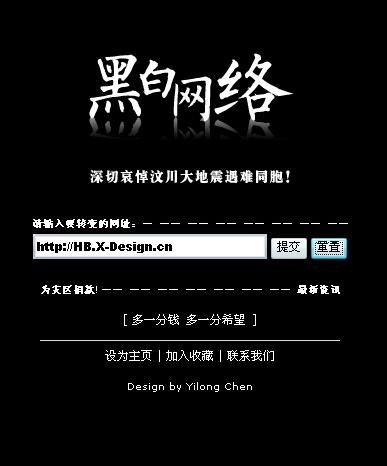 黑白网络
深切哀悼汶川大地震遇难同胞！
请输入要转变的网址。— — — — — — — — —
http://HB.X-Design.cn 提交 重置
为灾区捐款! — — — — — — — — — 最新资讯
[ 多一分钱 多一分希望 ]
设为主页 | 加入收藏 | 联系我们
Design by Yilong Chen